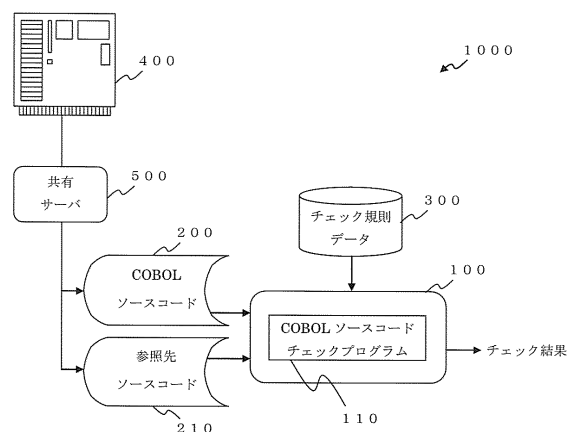 １０００
４００
共有
サーバ
５００
チェック規則
データ
３００
２００
COBOL
ソースコード
１００
COBOL ソースコード
チェックプログラム
チェック結果
参照先
ソースコード
１１０
２１０